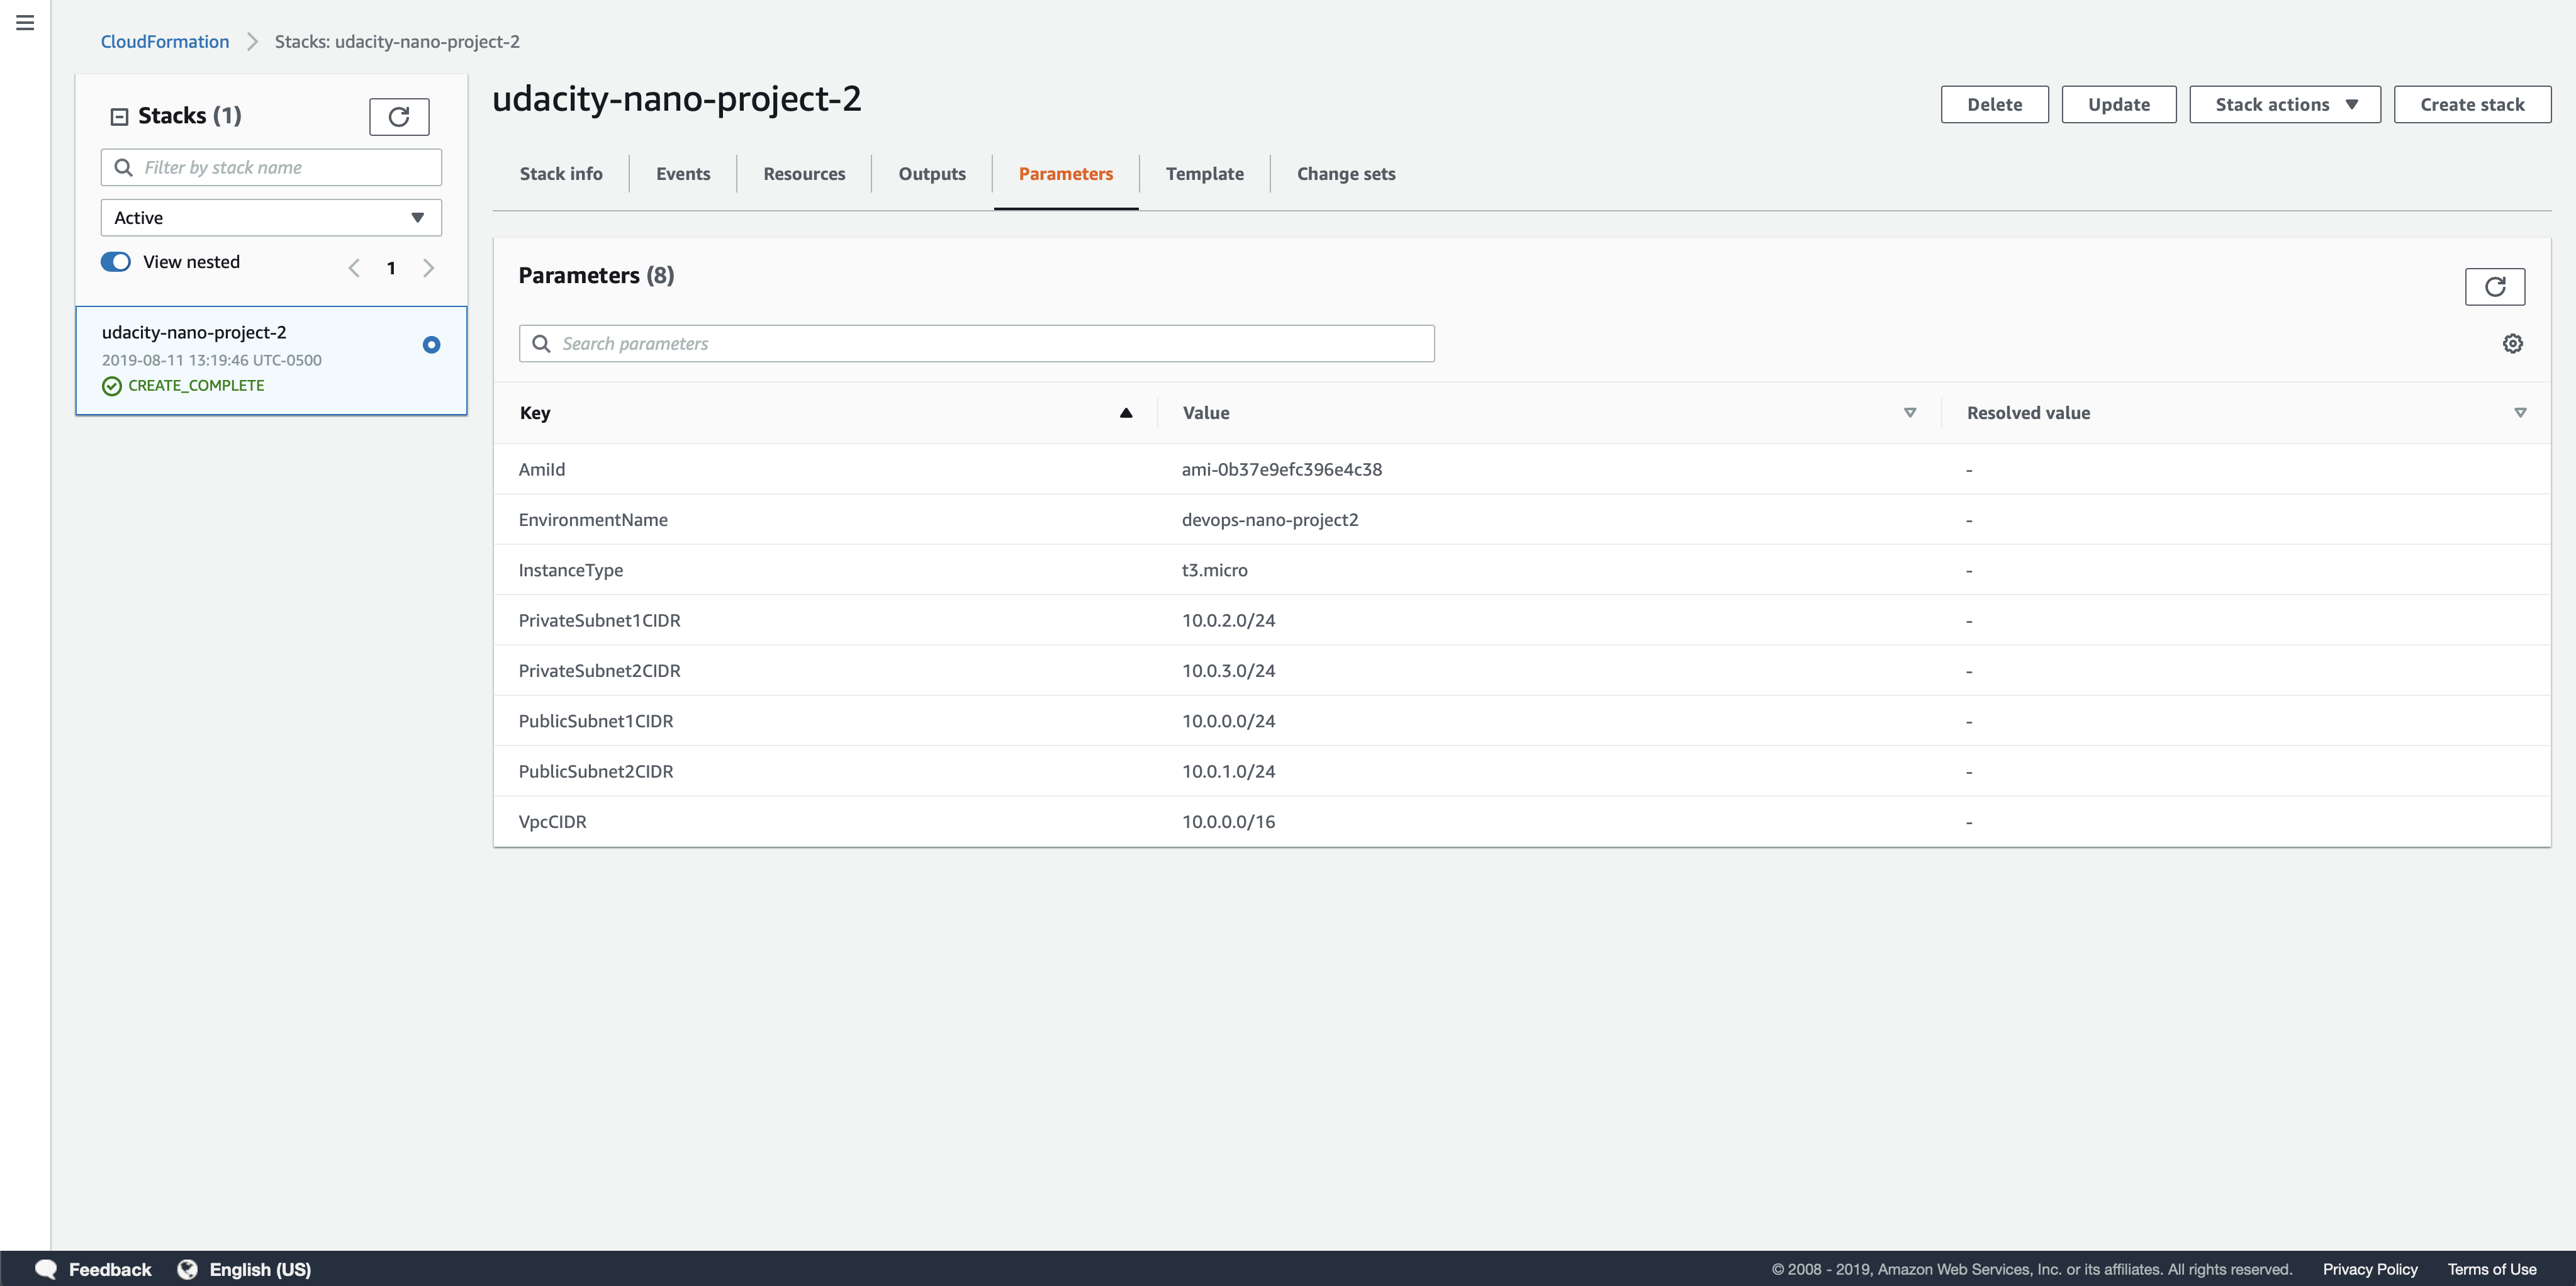 CloudFormation > Stacks: udacity-nano-project-2
Stacks (1)
Filter by stack name
Active
View nested
1
udacity-nano-project-2
2019-08-11 13:19:46 UTC-0500
CREATE_COMPLETE
udacity-nano-project-2
Delete Update Stack actions Create stack
Stack info Events Resources Outputs Parameters Template Change sets
Parameters (8)
Search parameters
Key Value Resolved value
AmiId ami-0b37e9efc396e4c38 -
EnvironmentName devops-nano-project2 -
InstanceType t3.micro -
PrivateSubnet1CIDR 10.0.2.0/24 -
PrivateSubnet2CIDR 10.0.3.0/24 -
PublicSubnet1CIDR 10.0.0.0/24 -
PublicSubnet2CIDR 10.0.1.0/24 -
VpcCIDR 10.0.0.0/16 -
Feedback English (US) © 2008 - 2019, Amazon Web Services, Inc. or its affiliates. All rights reserved. Privacy Policy Terms of Use